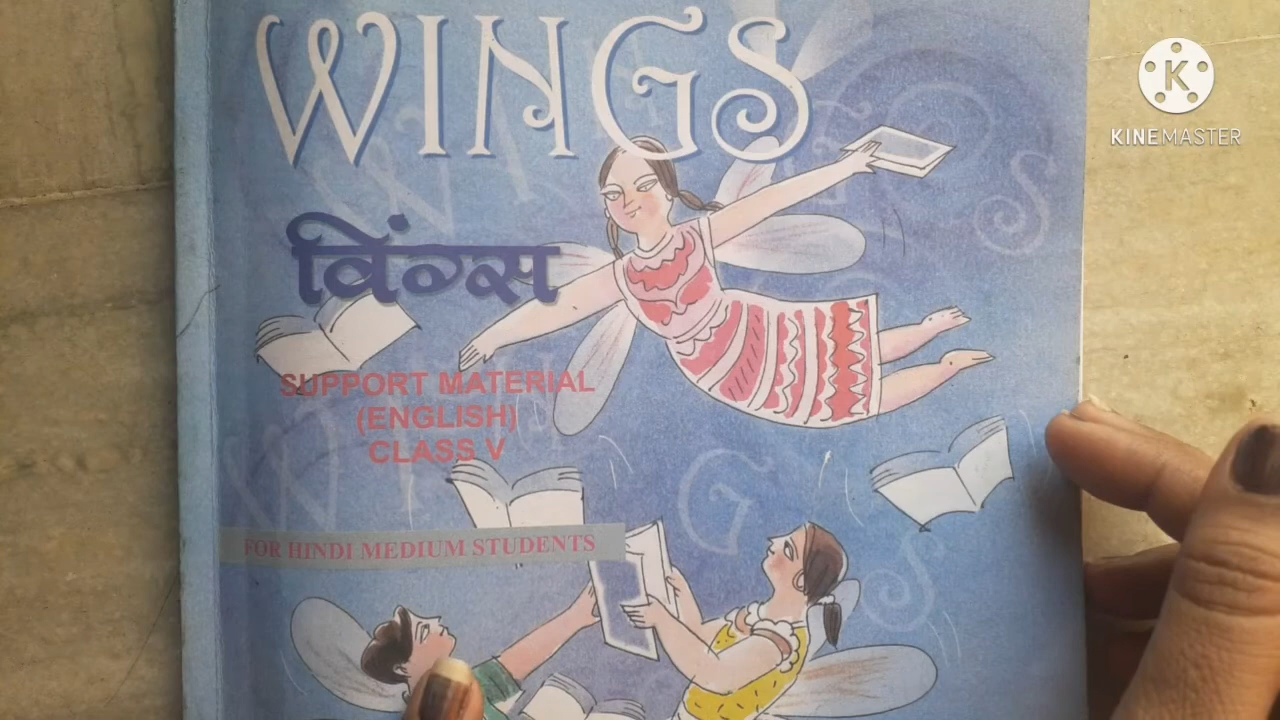 WINGS
KINEMASTER
विंग्स
SUPPORT MATERIAL
(ENGLISH)
CLASS V
FOR HINDI MEDIUM STUDENTS